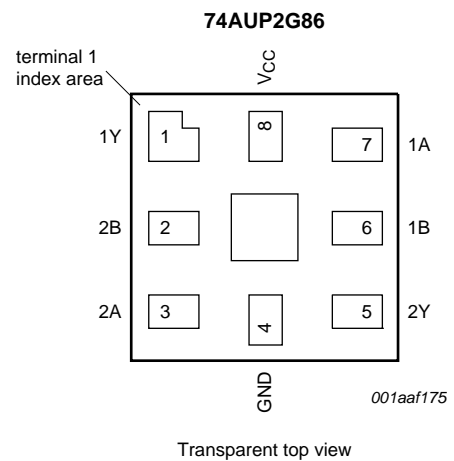 74AUP2G86
terminal 1
index area
VCC
1Y 1 8 7 1A
2B 2 6 1B
2A 3 4 5 2Y
GND
001aaf175
Transparent top view